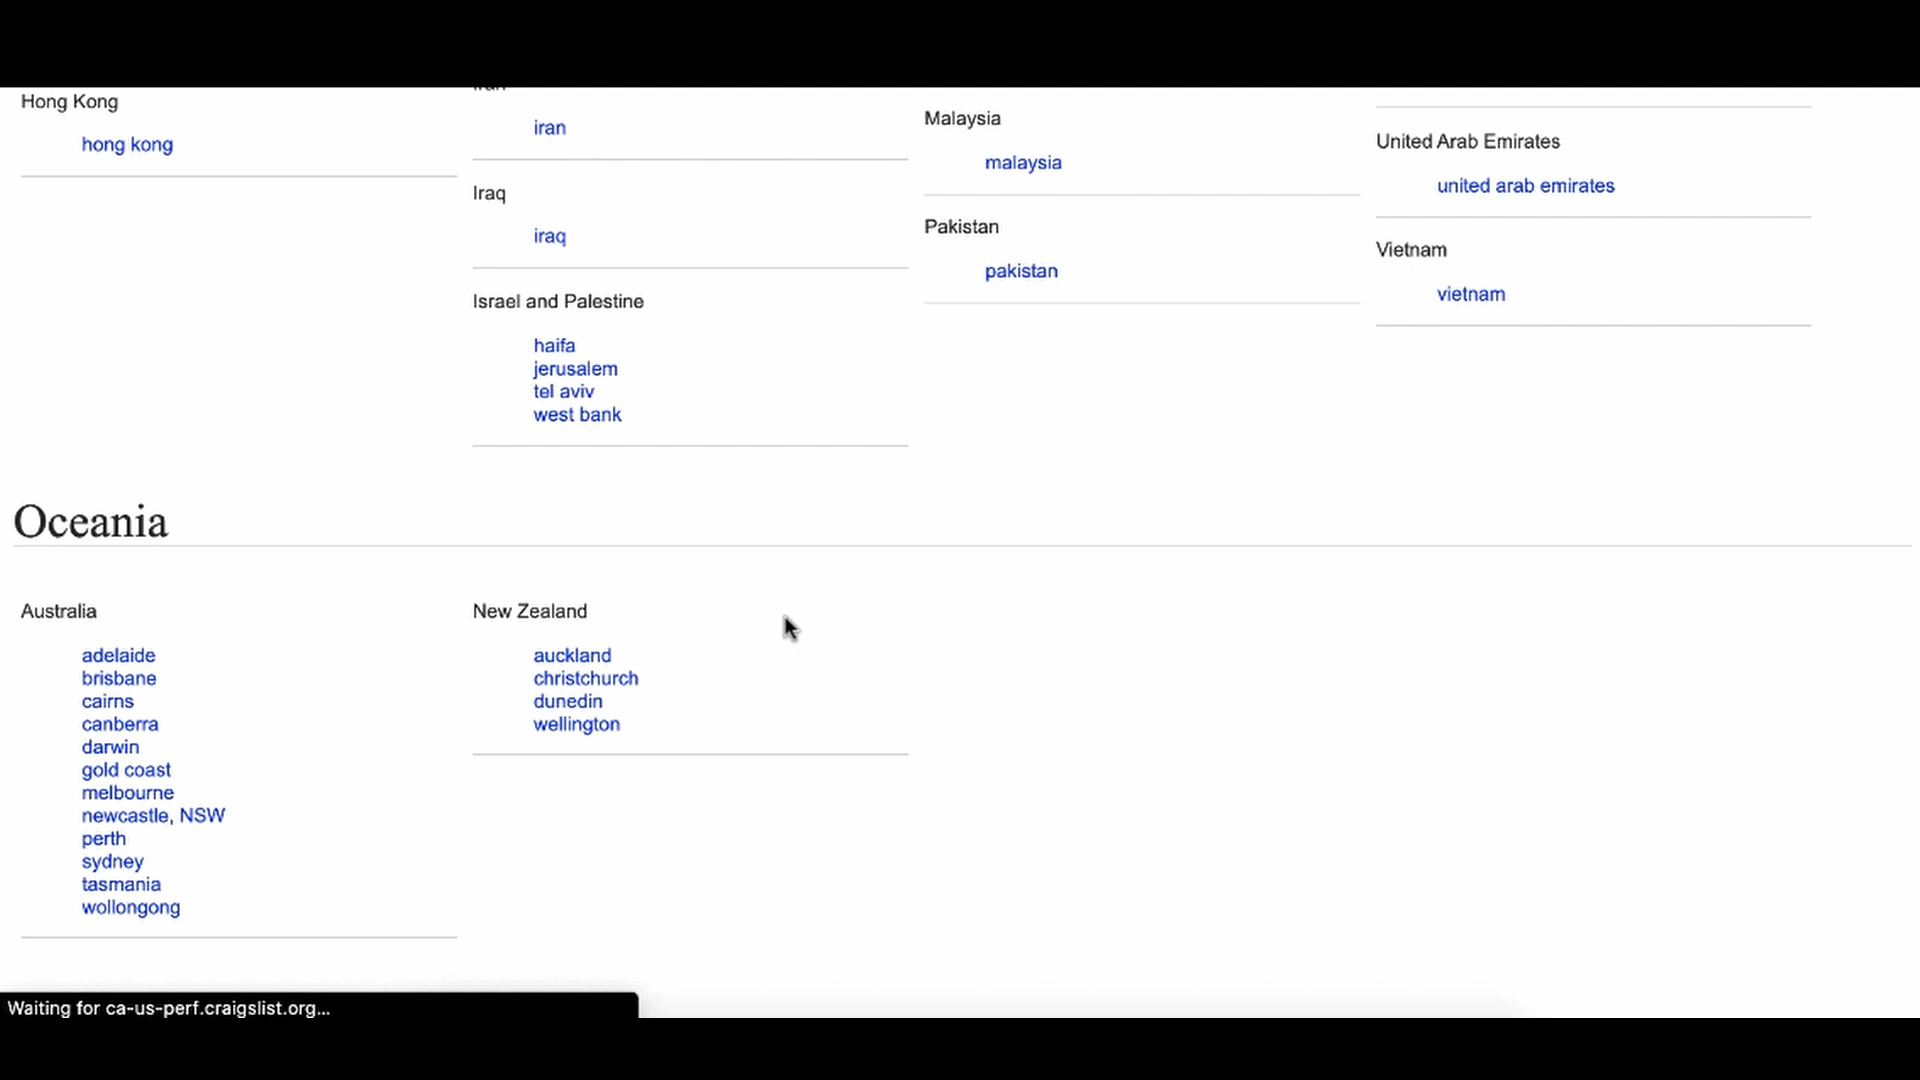 Hong Kong
hong kong
iran
Iraq
iraq
Israel and Palestine
haifa
jerusalem
tel aviv
west bank
Malaysia
malaysia
Pakistan
pakistan
United Arab Emirates
united arab emirates
Vietnam
vietnam
Oceania
Australia
adelaide
brisbane
cairns
canberra
darwin
gold coast
melbourne
newcastle, NSW
perth
sydney
tasmania
wollongong
New Zealand
auckland
christchurch
dunedin
wellington
Waiting for ca-us-perf.craigslist.org...